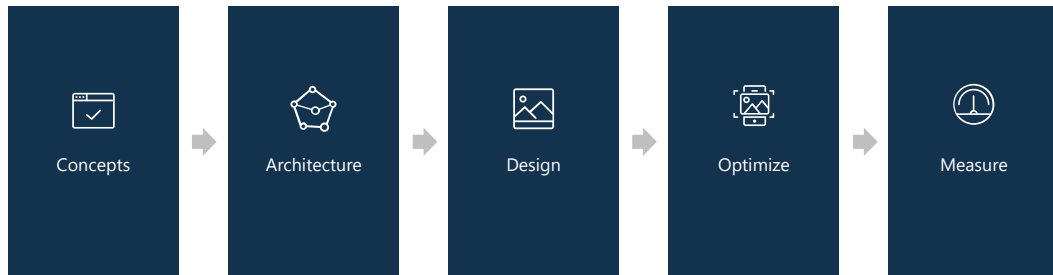 Concepts
Architecture
Design
Optimize
Measure